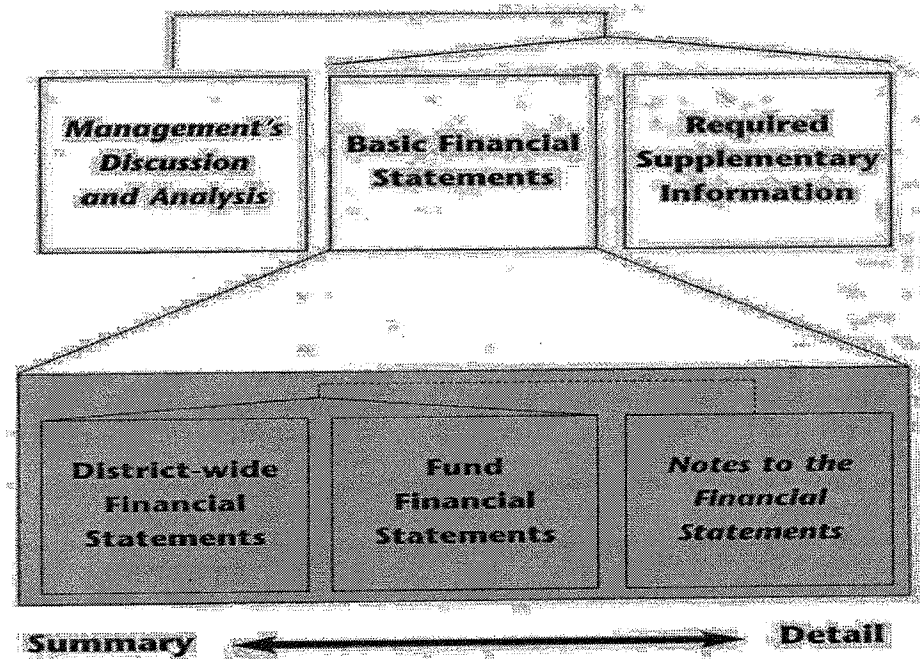 Management's
Discussion
and Analysis
Basic Financial
Statements
Required
Supplementary
Information
District-wide
Financial
Statements
Fund
Financial
Statements
Notes to the
Financial
Statements
Summary
Detail